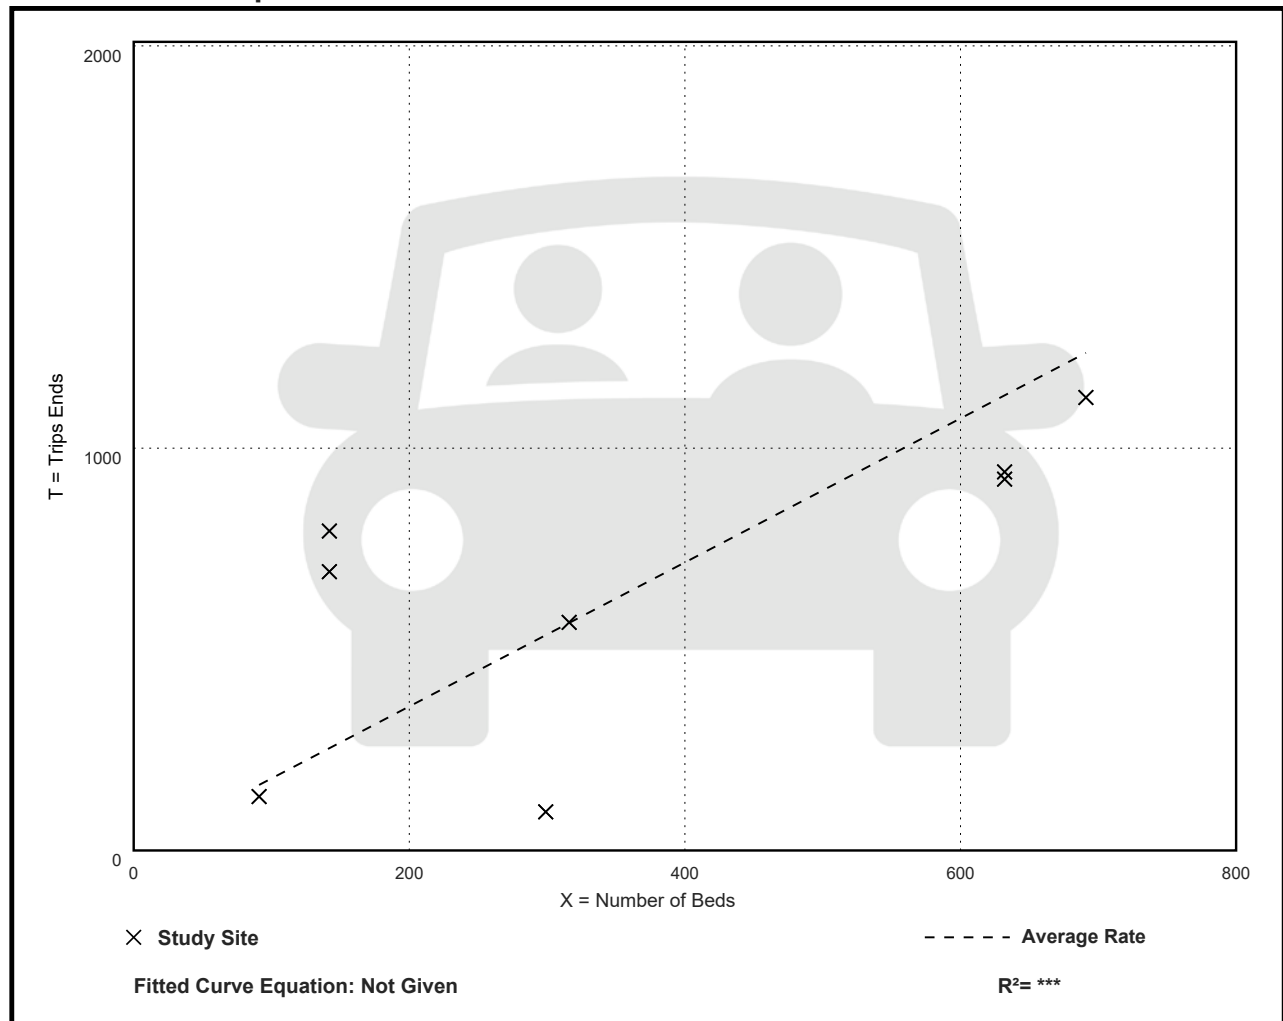 2000
T = Trips Ends
1000
0
0 200 400 600 800
X = Number of Beds
Study Site
Average Rate
Fitted Curve Equation: Not Given
R²= ***